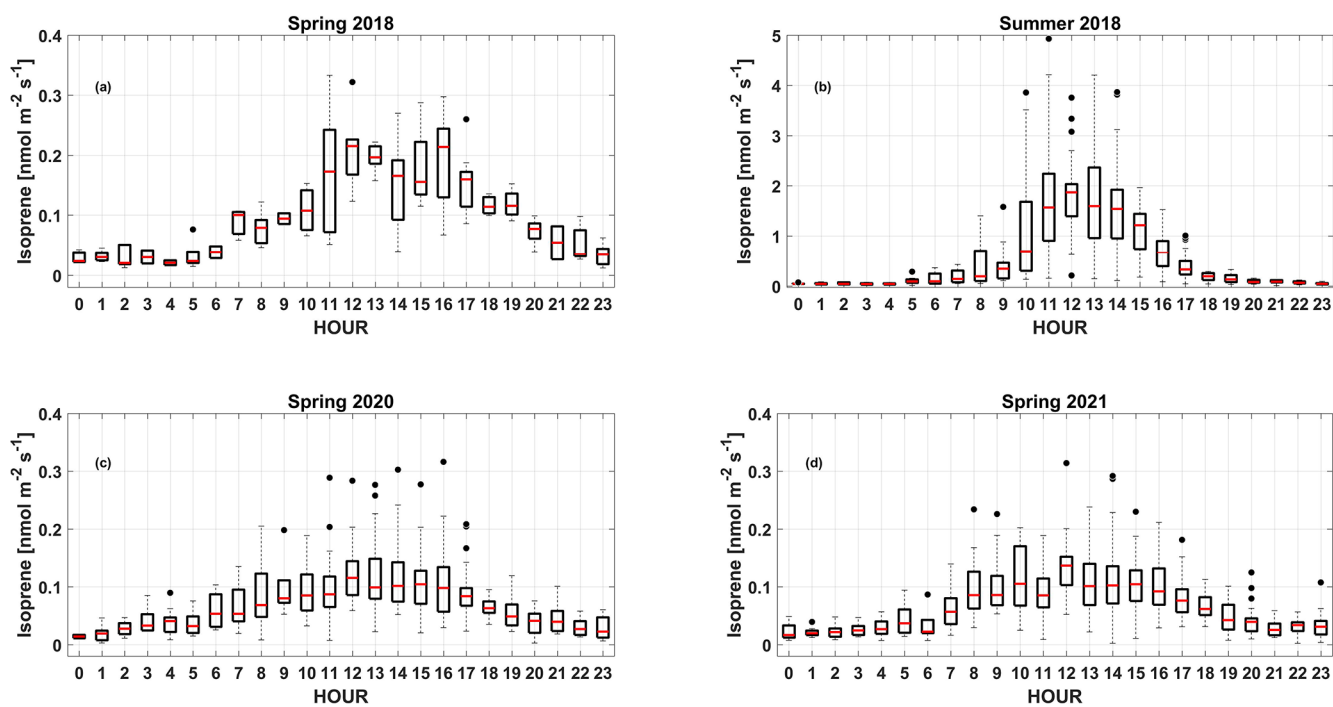 Spring 2018
0.4
0.3
0.2
0.1
0
Isoprene [nmol m⁻² s⁻¹]
(a)
0 1 2 3 4 5 6 7 8 9 10 11 12 13 14 15 16 17 18 19 20 21 22 23
HOUR
Summer 2018
5
4
3
2
1
0
Isoprene [nmol m⁻² s⁻¹]
(b)
0 1 2 3 4 5 6 7 8 9 10 11 12 13 14 15 16 17 18 19 20 21 22 23
HOUR
Spring 2020
0.4
0.3
0.2
0.1
0
Isoprene [nmol m⁻² s⁻¹]
(c)
0 1 2 3 4 5 6 7 8 9 10 11 12 13 14 15 16 17 18 19 20 21 22 23
HOUR
Spring 2021
0.4
0.3
0.2
0.1
0
Isoprene [nmol m⁻² s⁻¹]
(d)
0 1 2 3 4 5 6 7 8 9 10 11 12 13 14 15 16 17 18 19 20 21 22 23
HOUR